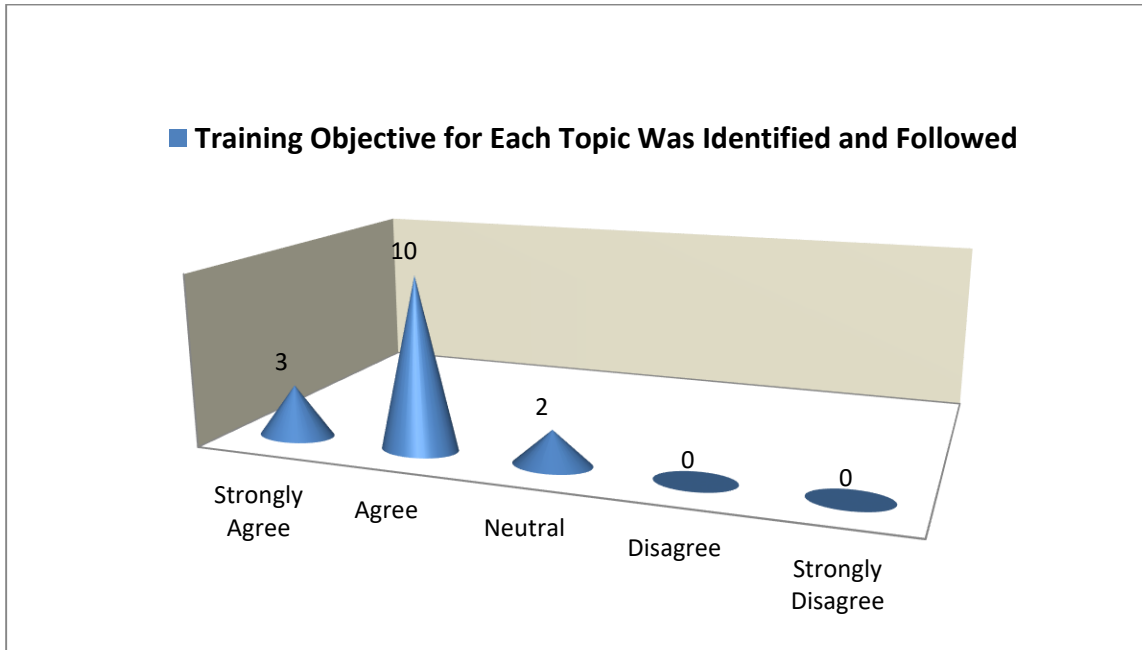 Training Objective for Each Topic Was Identified and Followed
10
3
2
0
0
Strongly
Agree
Agree
Neutral
Disagree
Strongly
Disagree